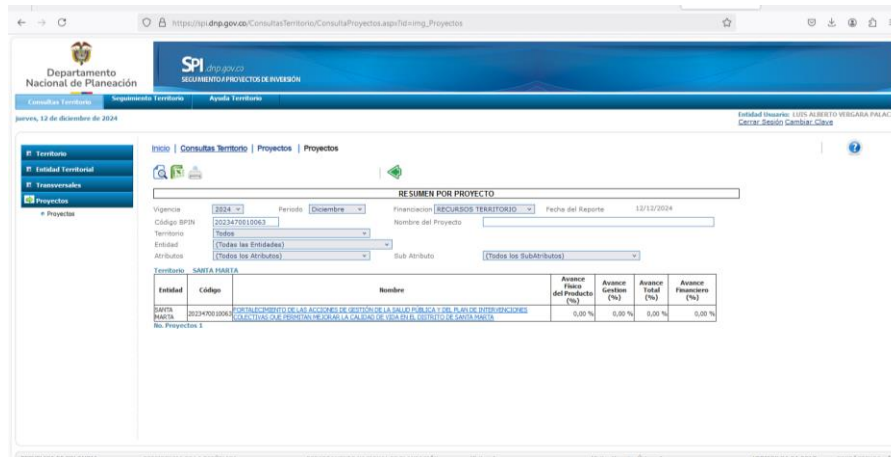 https://spi.dnp.gov.co/ConsultasTerritorio/ConsultaProyectos.aspx?id=img_Proyectos
Departamento
Nacional de Planeación
SPI dnp.gov.co
SEGUIMIENTO A PROYECTOS DE INVERSIÓN
Consultas Territorio Seguimiento Territorio Ayuda Territorio
jueves, 12 de diciembre de 2024
Entidad Usuario: LUIS ALBERTO VERGARA PALAC
Cerrar Sesión Cambiar Clave
Inicio | Consultas Territorio | Proyectos | Proyectos
Territorio
Entidad Territorial
Transversales
Proyectos
Proyectos
RESUMEN POR PROYECTO
Vigencia 2024 Periodo Diciembre Financiacion RECURSOS TERRITORIO Fecha del Reporte 12/12/2024
Código BPIN 2023470010063 Nombre del Proyecto
Territorio Todos
Entidad (Todas las Entidades)
Atributos (Todos los Atributos) Sub Atributo (Todos los SubAtributos)
Territorio SANTA MARTA
Entidad Código Nombre Avance Físico del Producto (%) Avance Gestion (%) Avance Total (%) Avance Financiero (%)
SANTA MARTA 2023470010063 FORTALECIMIENTO DE LAS ACCIONES DE GESTIÓN DE LA SALUD PÚBLICA Y DEL PLAN DE INTERVENCIONES COLECTIVAS QUE PERMITAN MEJORAR LA CALIDAD DE VIDA EN EL DISTRITO DE SANTA MARTA 0,00 % 0,00 % 0,00 % 0,00 %
No. Proyectos 1